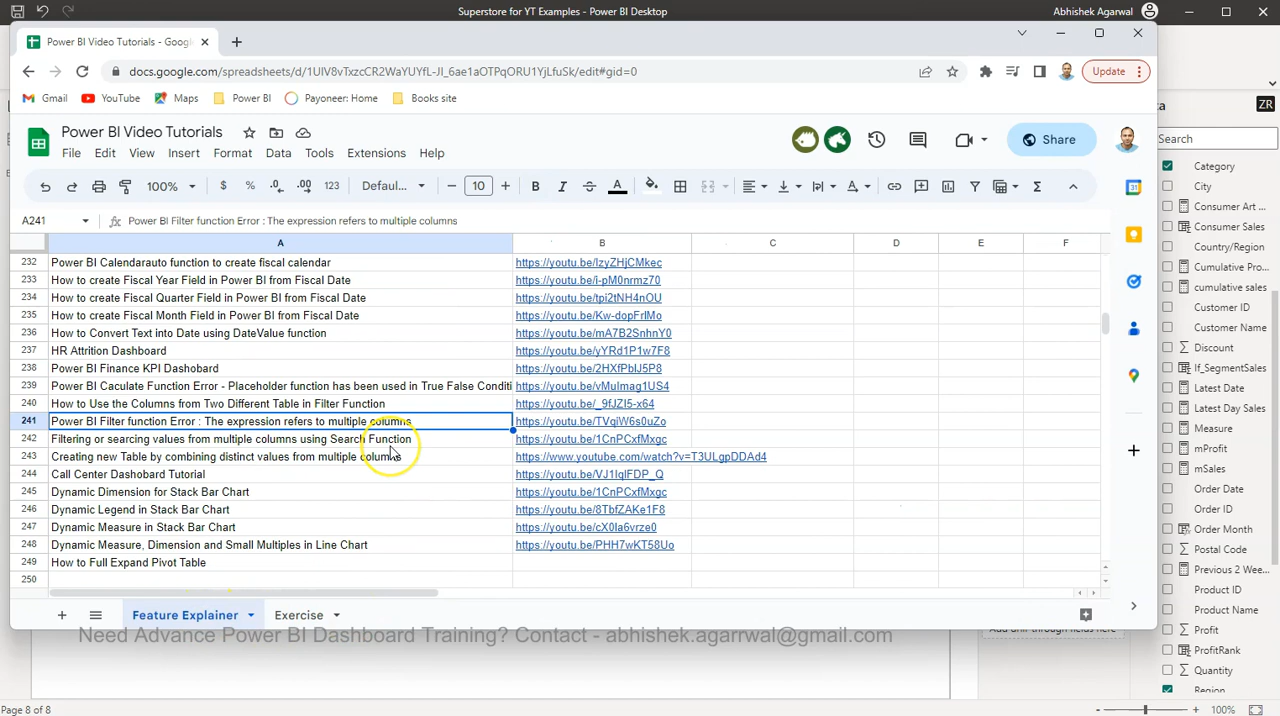 Superstore for YT Examples - Power BI Desktop
Abhishek Agarwal
Power BI Video Tutorials - Goog
docs.google.com/spreadsheets/d/1UlV8vTxzcCR2WxYJIYfL-J_6ae1aOTPqORU1YjLfuSk/edit#gid=0
Update
Gmail YouTube Maps Power BI Payoneer: Home Books site
Power BI Video Tutorials
File Edit View Insert Format Data Tools Extensions Help
Share
100% $ % .0 .00 123 Defaul... 10 B I
A241 Power BI Filter function Error : The expression refers to multiple columns
A B C D E F
232 Power BI Calendarauto function to create fiscal calendar https://youtu.be/IzyZHjCMkec
233 How to create Fiscal Year Field in Power BI from Fiscal Date https://youtu.be/i-pM0nrmz70
234 How to create Fiscal Quarter Field in Power BI from Fiscal Date https://youtu.be/tpi2tNH4nOU
235 How to create Fiscal Month Field in Power BI from Fiscal Date https://youtu.be/Kw-dopFrIMo
236 How to Convert Text into Date using DateValue function https://youtu.be/mA7B2SnhnY0
237 HR Attrition Dashboard https://youtu.be/yYRd1P1w7F8
238 Power BI Finance KPI Dashobard https://youtu.be/2HXfPbIJ5P8
239 Power BI Caculate Function Error - Placeholder function has been used in True False Conditi https://youtu.be/vMuImag1US4
240 How to Use the Columns from Two Different Table in Filter Function https://youtu.be/_9fJZI5-x64
241 Power BI Filter function Error : The expression refers to multiple columns https://youtu.be/TVqiW6s0uZo
242 Filtering or searcing values from multiple columns using Search Function https://youtu.be/1CnPCxfMxgc
243 Creating new Table by combining distinct values from multiple columns https://www.youtube.com/watch?v=T3ULgpDDAd4
244 Call Center Dashobard Tutorial https://youtu.be/VJ1IqlFDP_Q
245 Dynamic Dimension for Stack Bar Chart https://youtu.be/1CnPCxfMxgc
246 Dynamic Legend in Stack Bar Chart https://youtu.be/8TbfZAKe1F8
247 Dynamic Measure in Stack Bar Chart https://youtu.be/cX0Ia6vrze0
248 Dynamic Measure, Dimension and Small Multiples in Line Chart https://youtu.be/PHH7wKT58Uo
249 How to Full Expand Pivot Table
250
Feature Explainer Exercise
Need Advance Power BI Dashboard Training? Contact - abhishek.agarrwal@gmail.com
Page 8 of 8
ta
ZR
Search
Category
City
Consumer Art ...
Consumer Sales
Country/Region
Cumulative Pro...
cumulative sales
Customer ID
Customer Name
Discount
If_SegmentSales
Latest Date
Latest Day Sales
Measure
mProfit
mSales
Order Date
Order ID
Order Month
Postal Code
Previous 2 Wee...
Product ID
Product Name
Profit
ProfitRank
Quantity
Region
100%